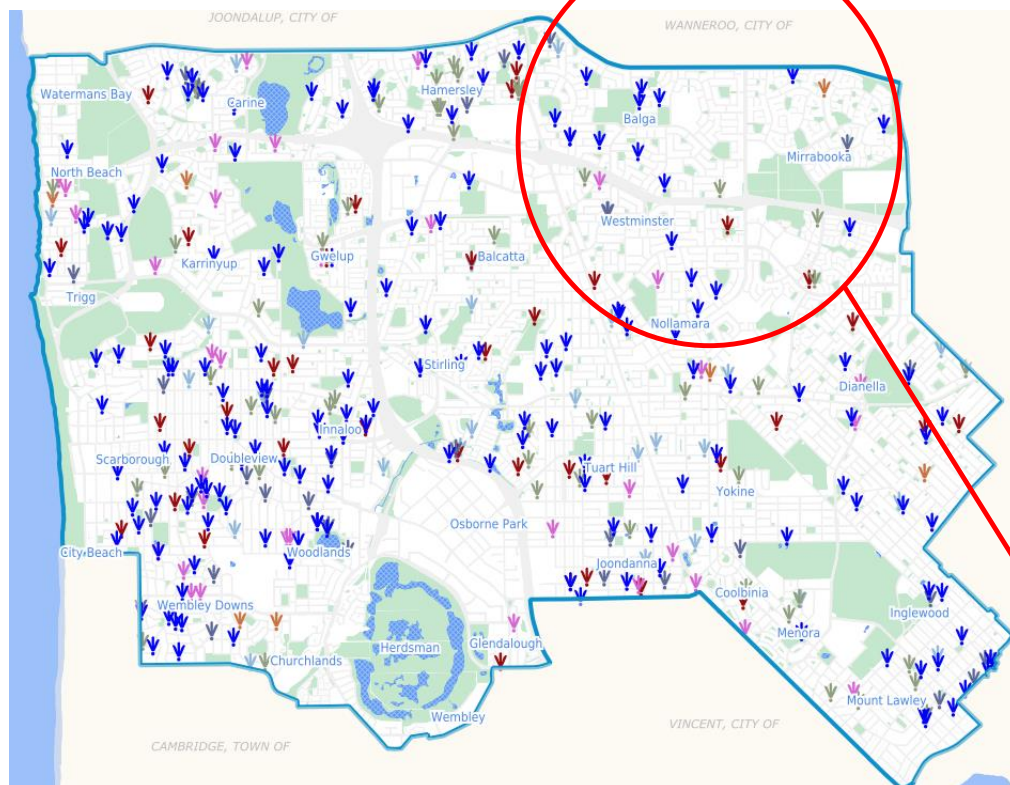 JOONDALUP, CITY OF
WANNEROO, CITY OF
Watermans Bay
Carine
Hamersley
Balga
Mirrabooka
North Beach
Westminster
Karrinyup
Gwelup
Balcatta
Trigg
Nollamara
Stirling
Dianella
Innaloo
Scarborough
Doubleview
Tuart Hill
Yokine
Osborne Park
City Beach
Woodlands
Joondanna
Coolbinia
Inglewood
Wembley Downs
Menora
Herdsman
Glendalough
Churchlands
Mount Lawley
Wembley
VINCENT, CITY OF
CAMBRIDGE, TOWN OF